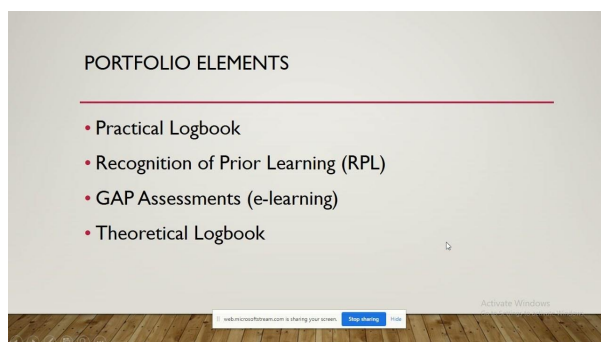 PORTFOLIO ELEMENTS
• Practical Logbook
• Recognition of Prior Learning (RPL)
• GAP Assessments (e-learning)
• Theoretical Logbook
Activate Windows
web.microsoftstream.com is sharing your screen. Stop sharing Hide